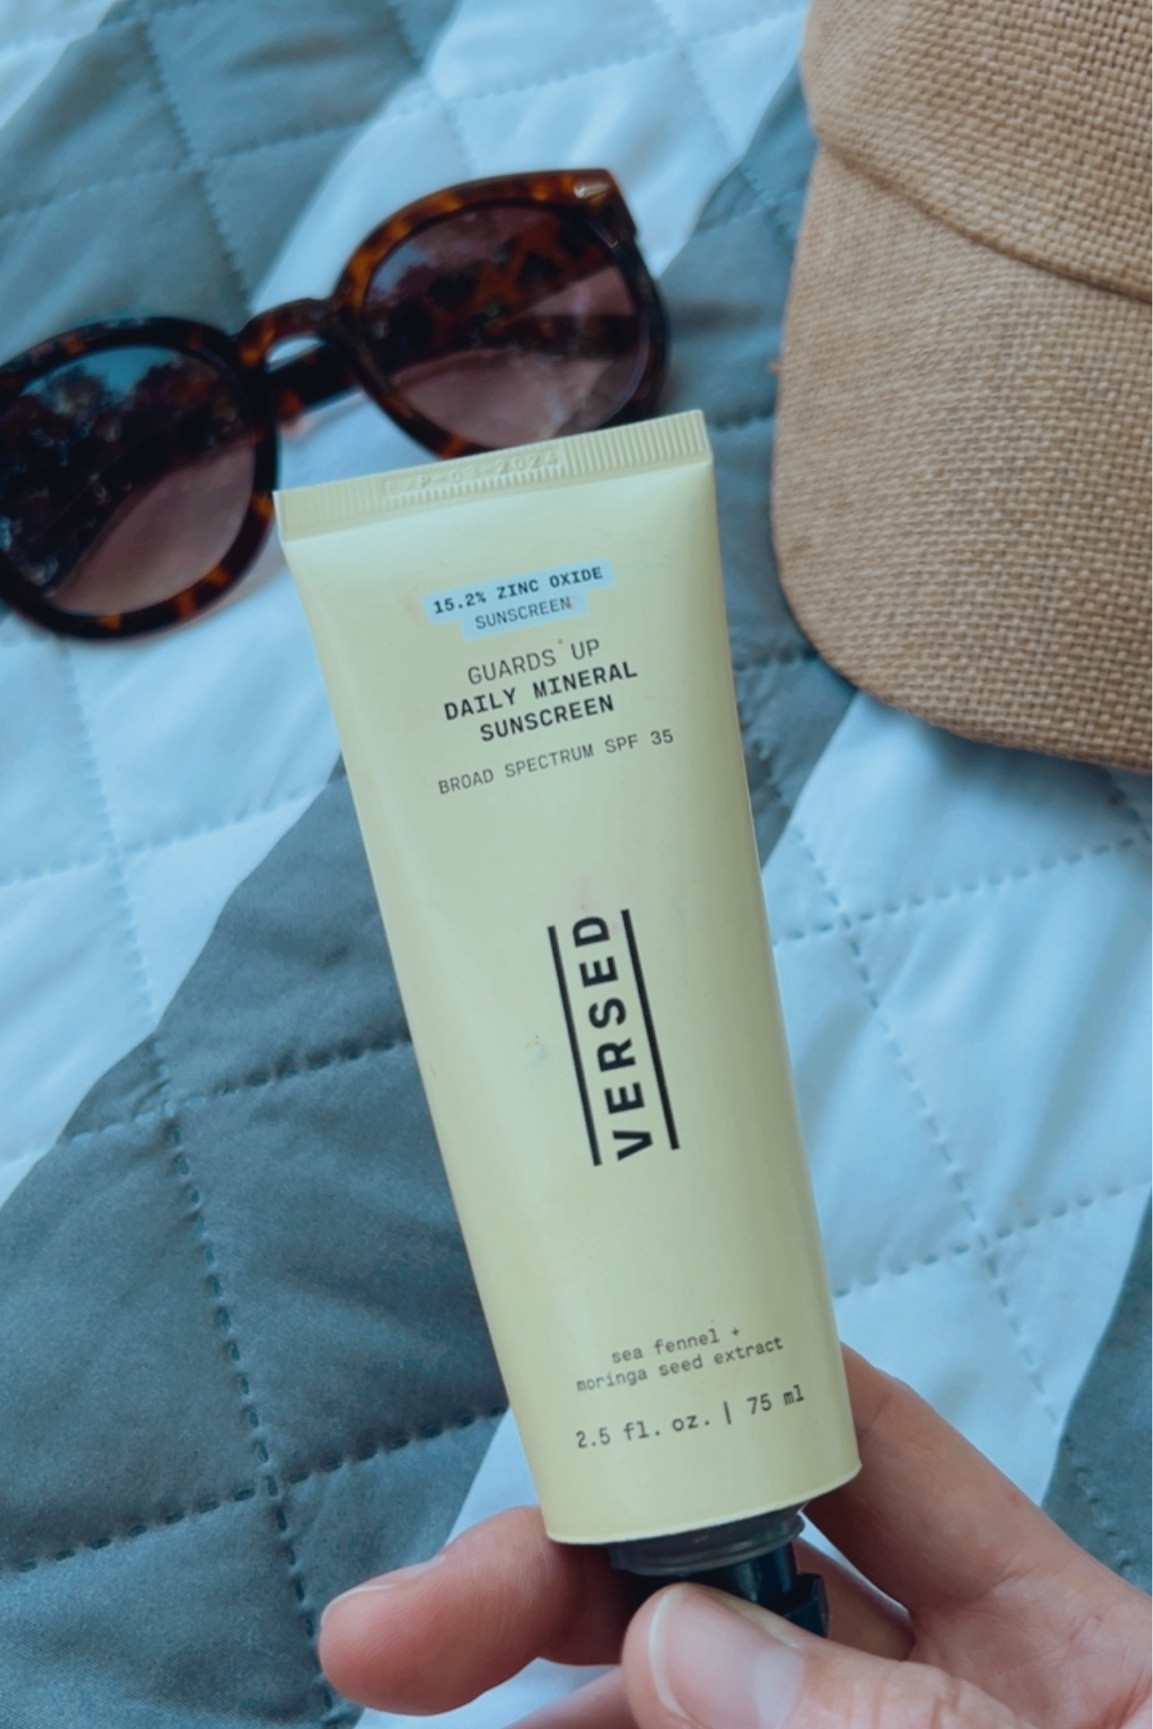 15.2% ZINC OXIDE
SUNSCREEN
GUARDS UP
DAILY MINERAL
SUNSCREEN
BROAD SPECTRUM SPF 35
VERSED
sea fennel +
moringa seed extract
2.5 fl. oz. | 75 ml